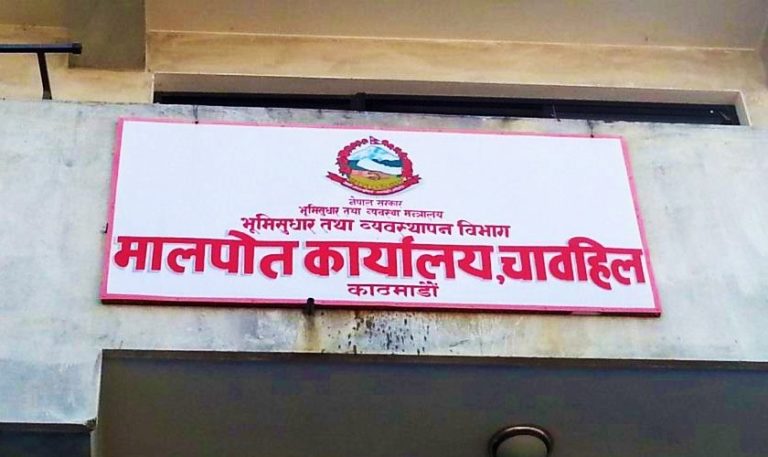 नेपाल सरकार
भूमिसुधार तथा व्यवस्था मन्त्रालय
भूमिसुधार तथा व्यवस्थापन विभाग
मालपोत कार्यालय, चावहिल
काठमाडौं